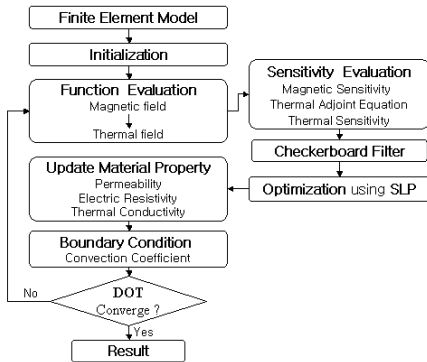 Finite Element Model
Initialization
Function Evaluation
Magnetic field
Thermal field
Sensitivity Evaluation
Magnetic Sensitivity
Thermal Adjoint Equation
Thermal Sensitivity
Checkerboard Filter
Optimization using SLP
Update Material Property
Permeability
Electric Resistivity
Thermal Conductivity
Boundary Condition
Convection Coefficient
No
DOT
Converge ?
Yes
Result